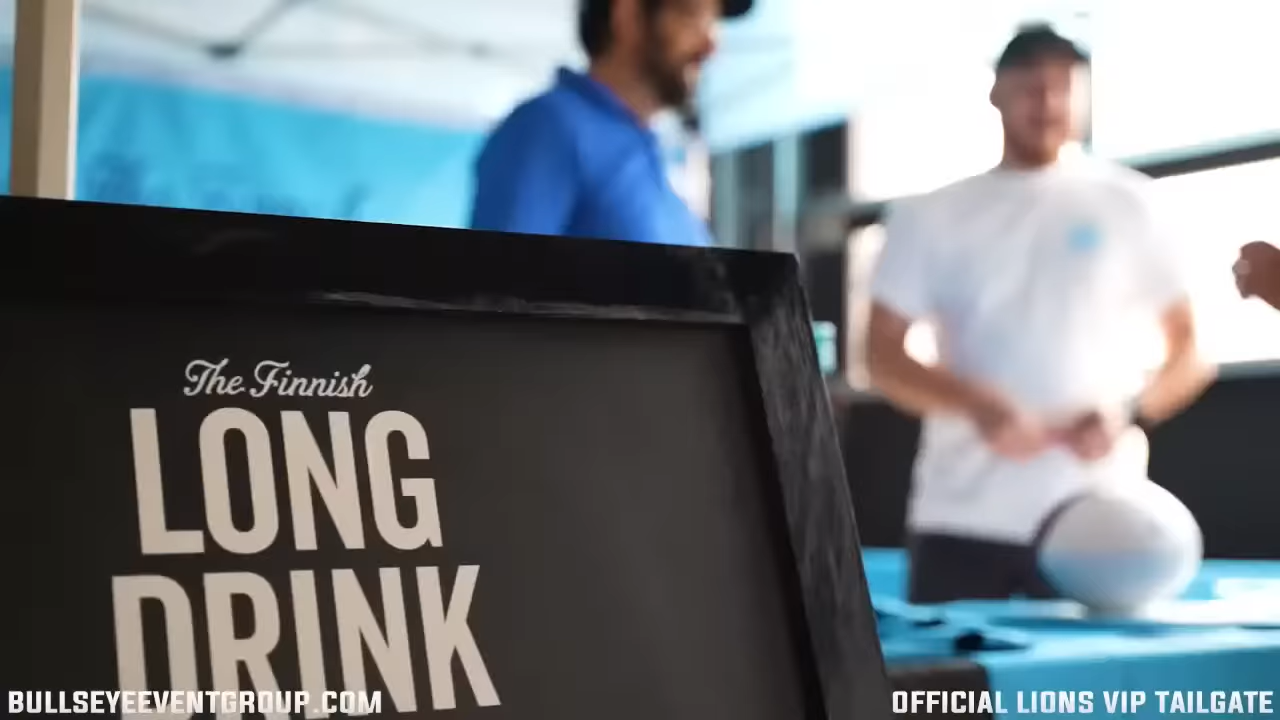 The Finnish
LONG
DRINK
BULLSEYEEVENTGROUP.COM
OFFICIAL LIONS VIP TAILGATE